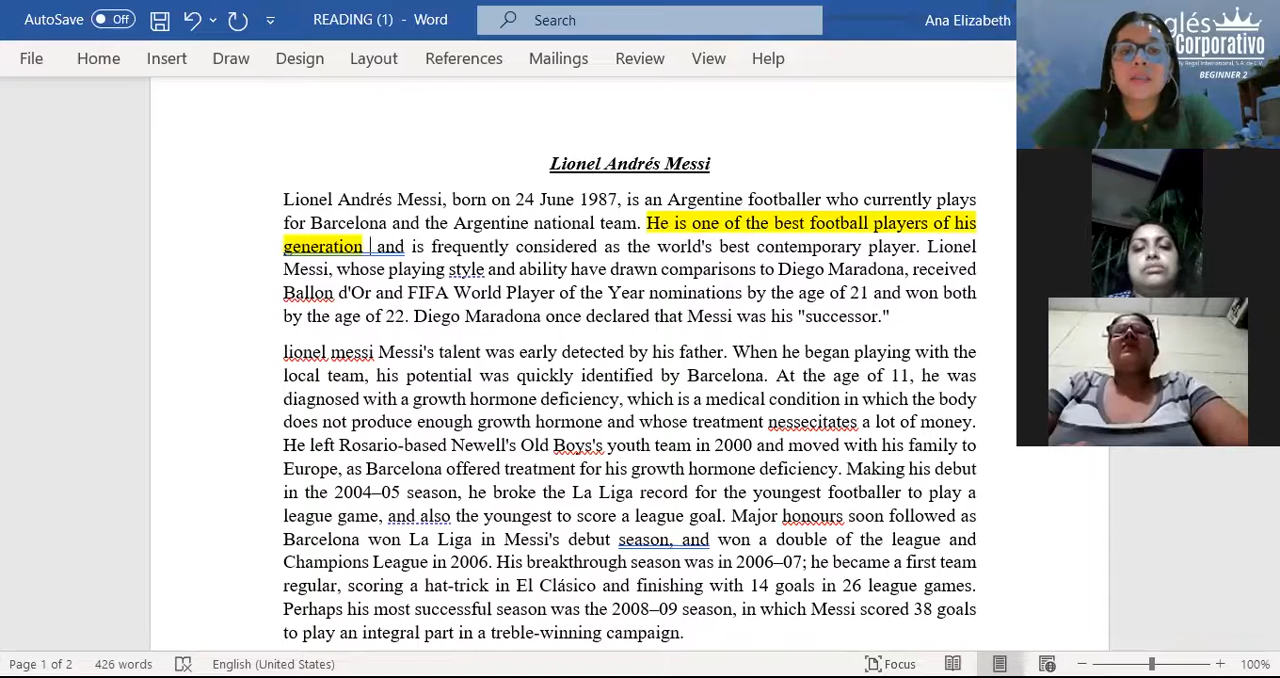 AutoSave Off READING (1) - Word Search Ana Elizabeth
File Home Insert Draw Design Layout References Mailings Review View Help
Inglés
Corporativo
By Regal International, S.A. de C.V.
BEGINNER 2
Lionel Andrés Messi
Lionel Andrés Messi, born on 24 June 1987, is an Argentine footballer who currently plays
for Barcelona and the Argentine national team. He is one of the best football players of his
generation and is frequently considered as the world's best contemporary player. Lionel
Messi, whose playing style and ability have drawn comparisons to Diego Maradona, received
Ballon d'Or and FIFA World Player of the Year nominations by the age of 21 and won both
by the age of 22. Diego Maradona once declared that Messi was his "successor."
lionel messi Messi's talent was early detected by his father. When he began playing with the
local team, his potential was quickly identified by Barcelona. At the age of 11, he was
diagnosed with a growth hormone deficiency, which is a medical condition in which the body
does not produce enough growth hormone and whose treatment nessecitates a lot of money.
He left Rosario-based Newell's Old Boys's youth team in 2000 and moved with his family to
Europe, as Barcelona offered treatment for his growth hormone deficiency. Making his debut
in the 2004–05 season, he broke the La Liga record for the youngest footballer to play a
league game, and also the youngest to score a league goal. Major honours soon followed as
Barcelona won La Liga in Messi's debut season, and won a double of the league and
Champions League in 2006. His breakthrough season was in 2006–07; he became a first team
regular, scoring a hat-trick in El Clásico and finishing with 14 goals in 26 league games.
Perhaps his most successful season was the 2008–09 season, in which Messi scored 38 goals
to play an integral part in a treble-winning campaign.
Page 1 of 2 426 words English (United States) Focus 100%